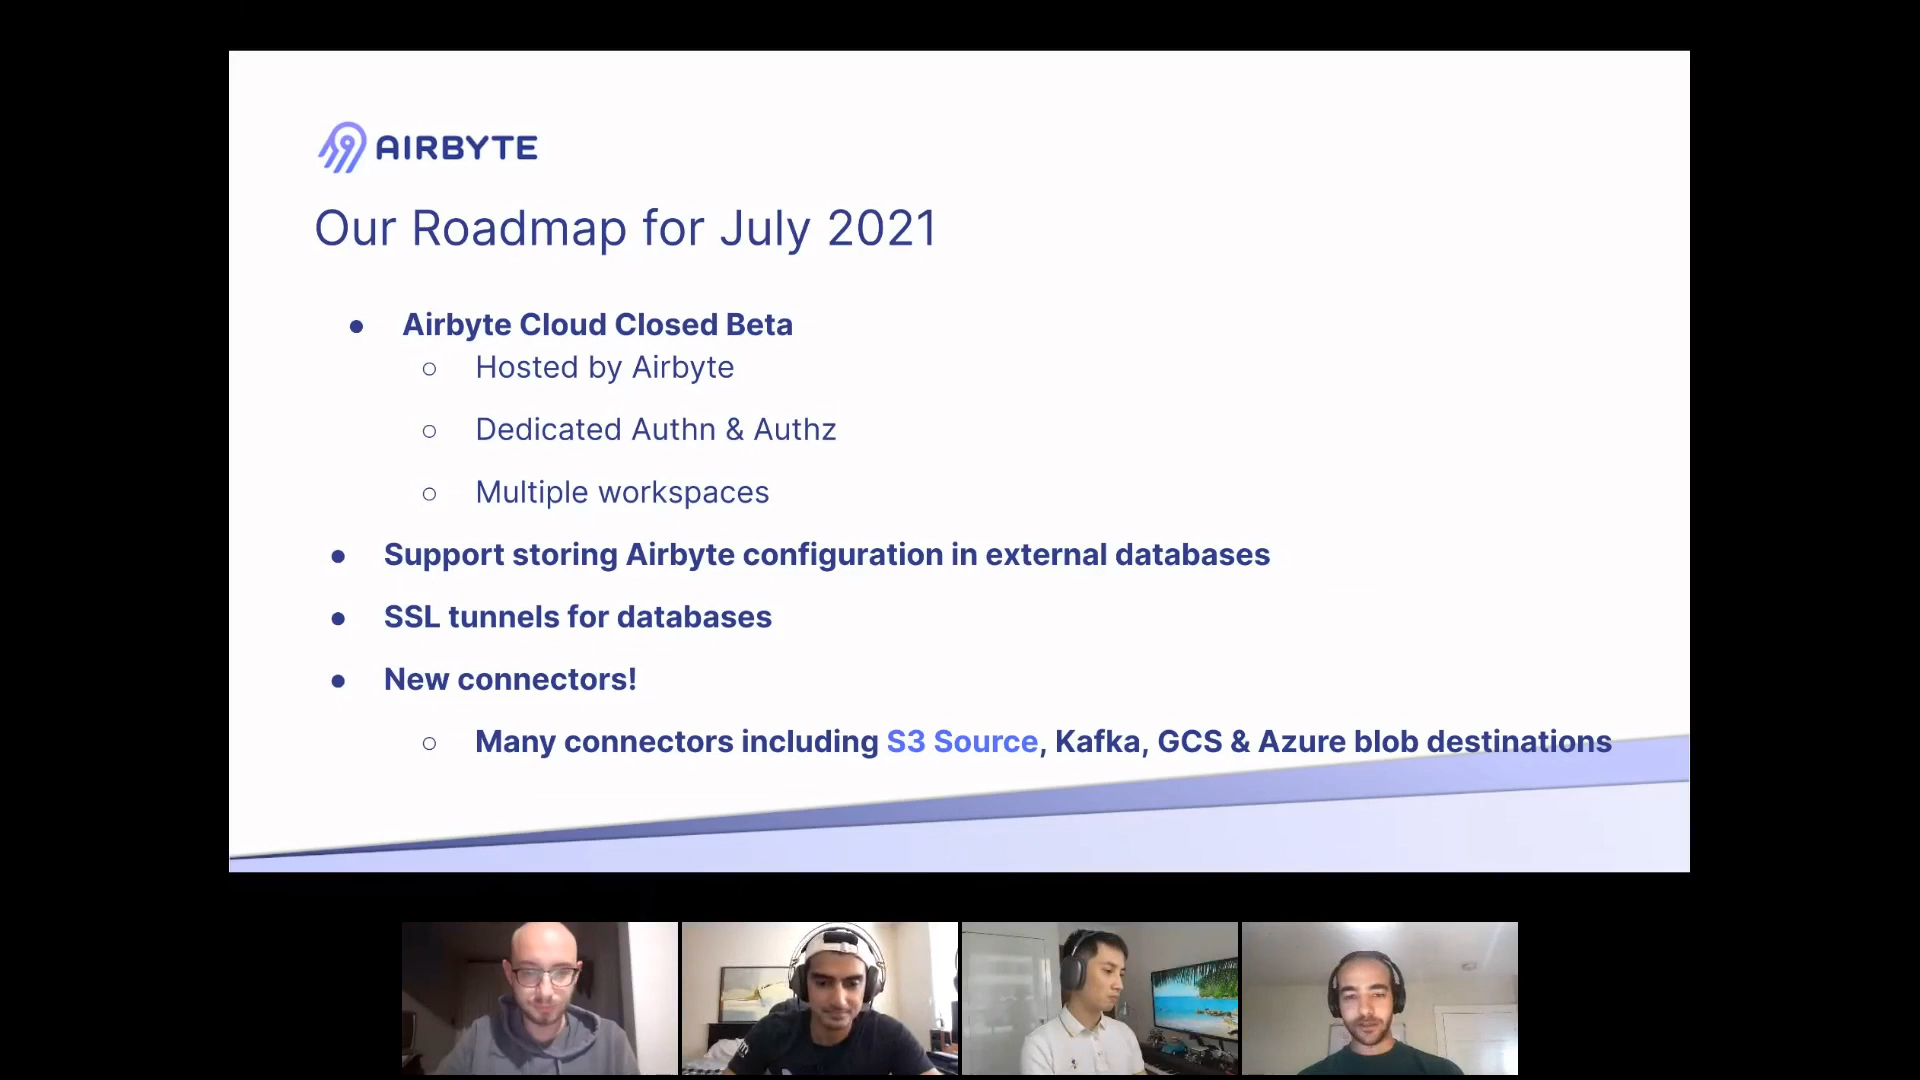 AIRBYTE
Our Roadmap for July 2021
● Airbyte Cloud Closed Beta
○ Hosted by Airbyte
○ Dedicated Authn & Authz
○ Multiple workspaces
● Support storing Airbyte configuration in external databases
● SSL tunnels for databases
● New connectors!
○ Many connectors including S3 Source, Kafka, GCS & Azure blob destinations